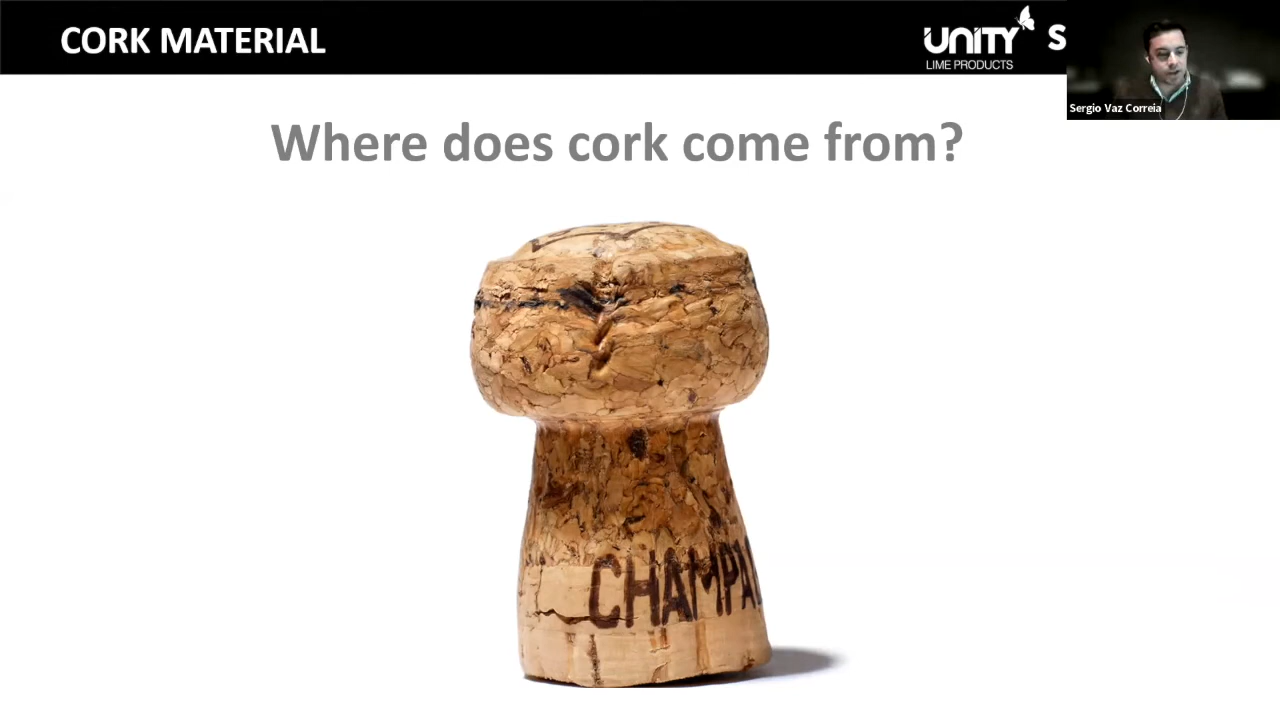 CORK MATERIAL
UNITY
LIME PRODUCTS
S
Sergio Vaz Correia
Where does cork come from?
CHAMPA